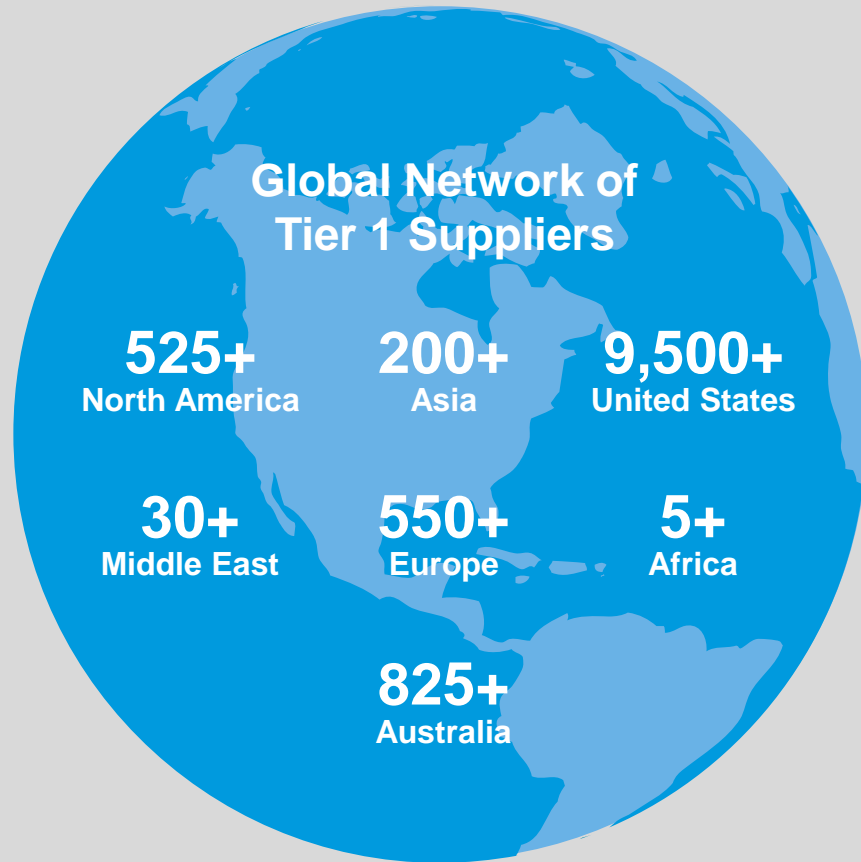 Global Network of
Tier 1 Suppliers
525+
North America
200+
Asia
9,500+
United States
30+
Middle East
550+
Europe
5+
Africa
825+
Australia